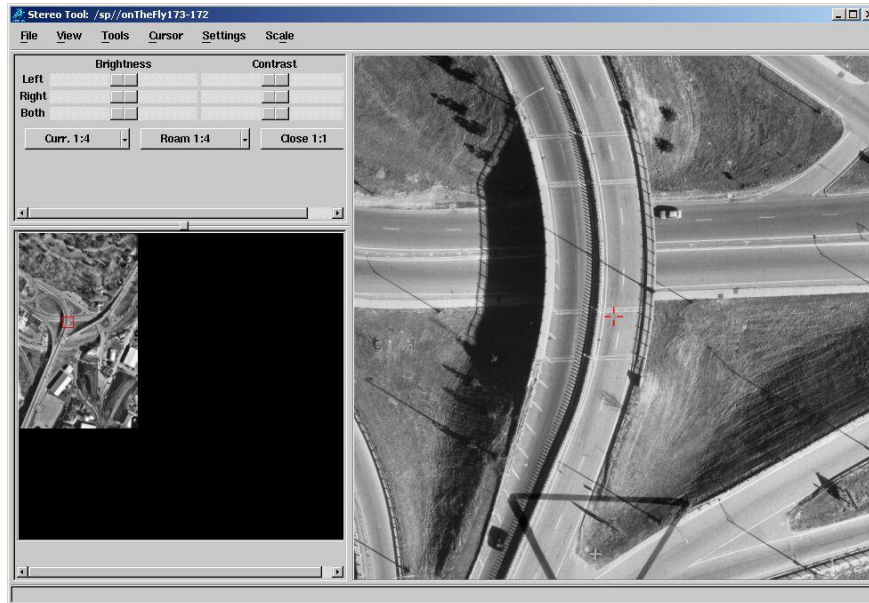 Stereo Tool: /sp//onTheFly173-172
File View Tools Cursor Settings Scale
Brightness Contrast
Left
Right
Both
Curr. 1:4 Roam 1:4 Close 1:1